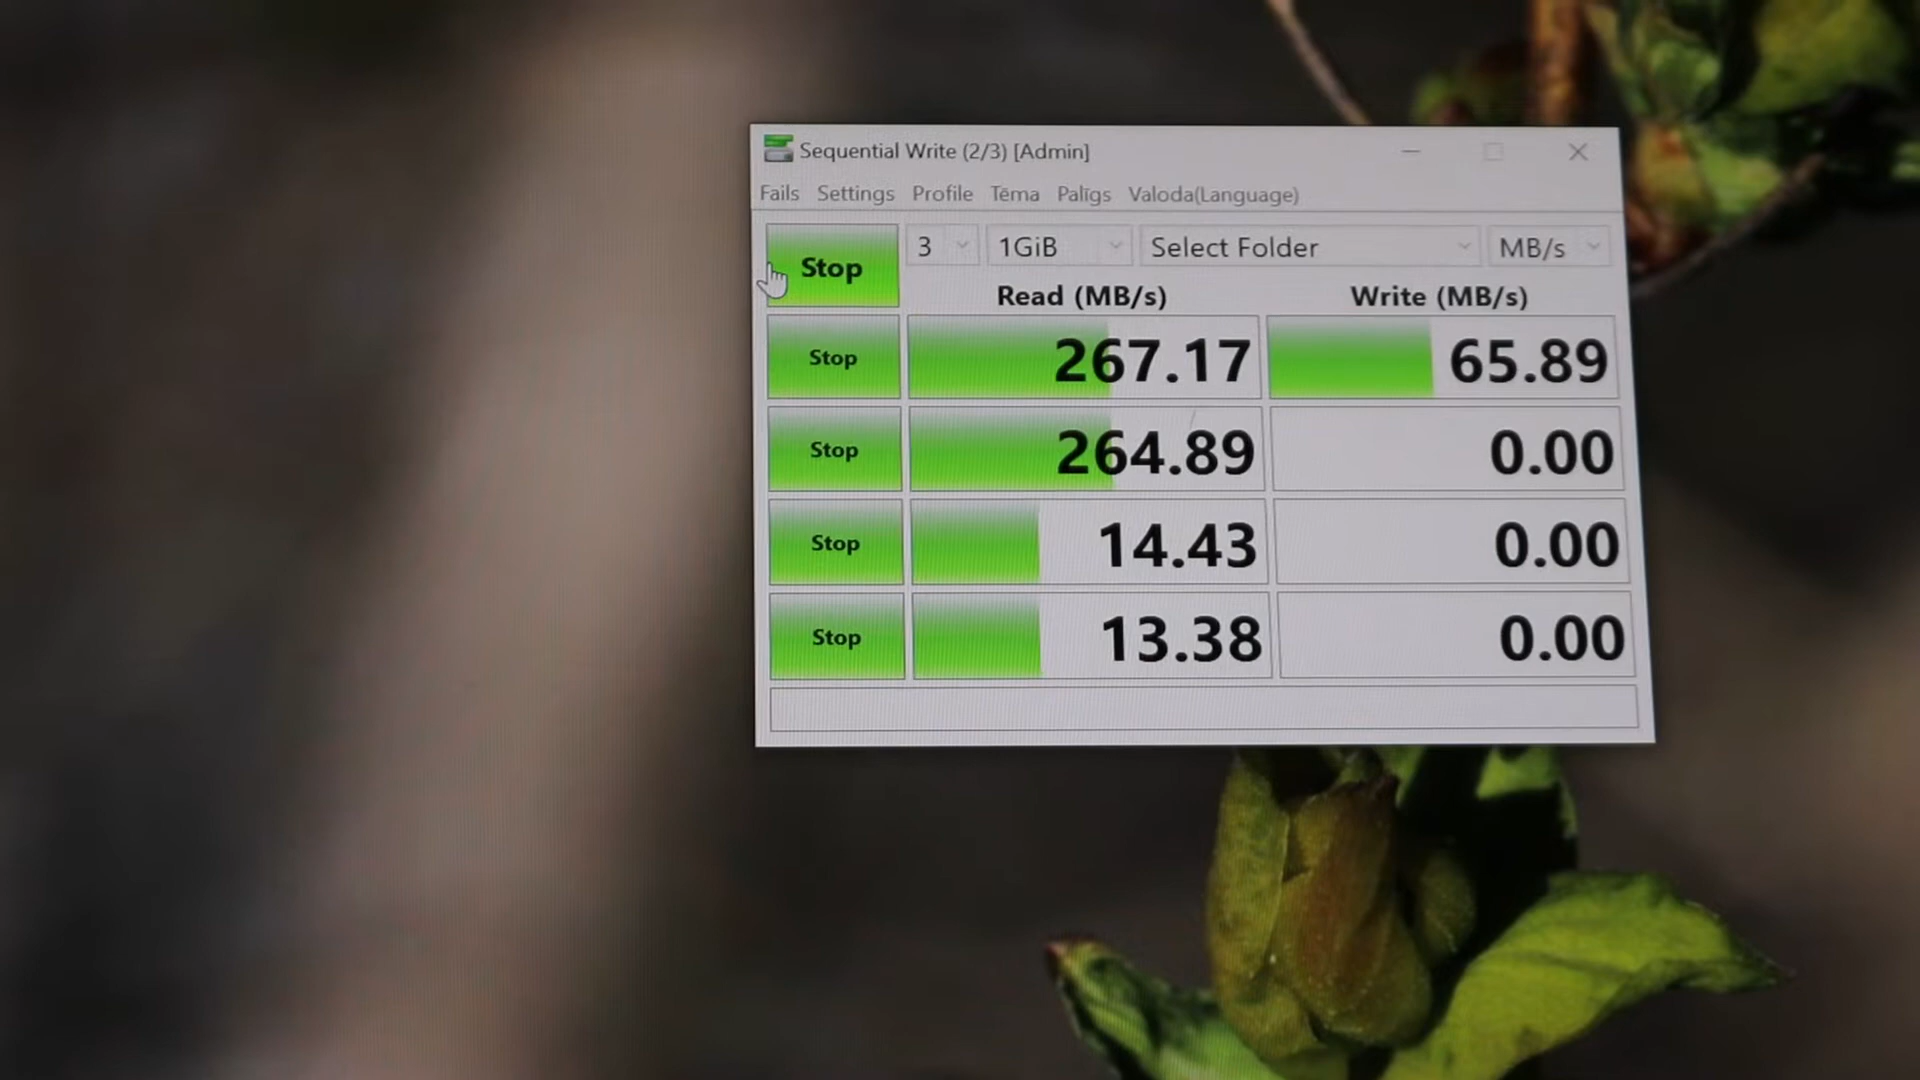 Sequential Write (2/3) [Admin]
Fails Settings Profile Tēma Palīgs Valoda(Language)
Stop 3 1GiB Select Folder MB/s
Read (MB/s) Write (MB/s)
Stop 267.17 65.89
Stop 264.89 0.00
Stop 14.43 0.00
Stop 13.38 0.00